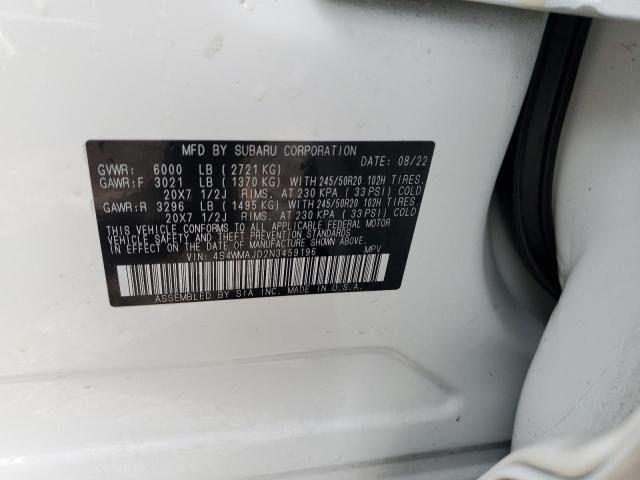 MFD BY SUBARU CORPORATION
DATE: 08/22
GVWR: 6000 LB ( 2721 KG)
GAWR:F 3021 LB ( 1370 KG) WITH 245/50R20 102H TIRES.
20X7 1/2J RIMS. AT 230 KPA ( 33 PSI) COLD
GAWR:R 3296 LB ( 1495 KG) WITH 245/50R20 102H TIRES.
20X7 1/2J RIMS. AT 230 KPA ( 33 PSI) COLD
THIS VEHICLE CONFORMS TO ALL APPLICABLE FEDERAL MOTOR
VEHICLE SAFETY AND THEFT PREVENTION STANDARDS
IN EFFECT ON THE DATE OF MANUFACTURE SHOWN ABOVE.
VIN: 4S4WMAJD2N3459196 MPV
ASSEMBLED BY SIA INC. MADE IN U.S.A.